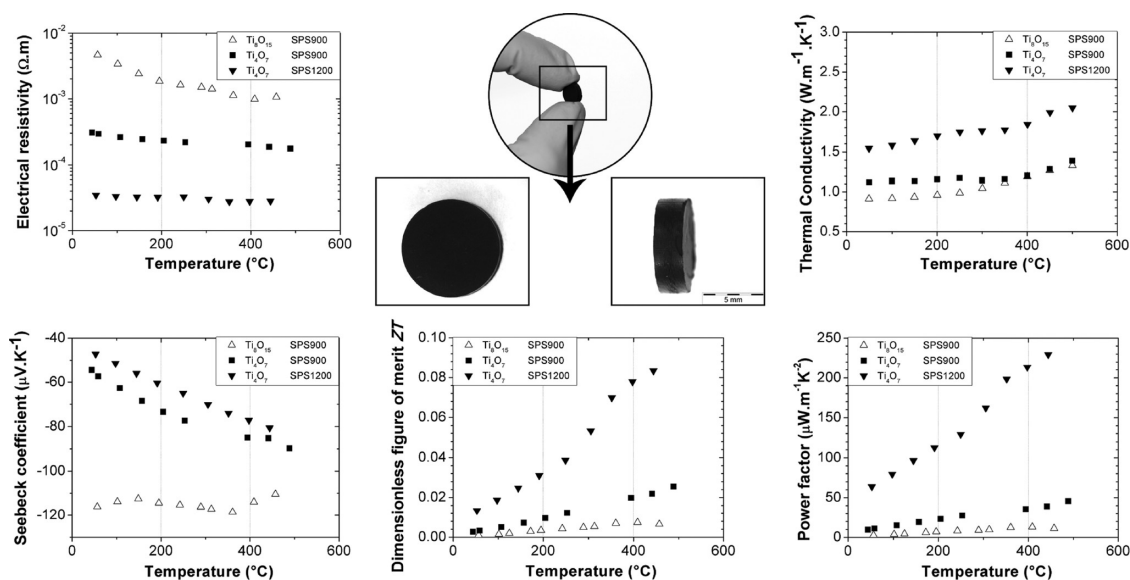 Electrical resistivity (Ω.m)
10⁻²
10⁻³
10⁻⁴
10⁻⁵
△ Ti₈O₁₅ SPS900
■ Ti₄O₇ SPS900
▼ Ti₄O₇ SPS1200
0 200 400 600
Temperature (°C)
5 mm
Thermal Conductivity (W.m⁻¹.K⁻¹)
3.0
2.5
2.0
1.5
1.0
0.5
△ Ti₈O₁₅ SPS900
■ Ti₄O₇ SPS900
▼ Ti₄O₇ SPS1200
0 200 400 600
Temperature (°C)
Seebeck coefficient (μV.K⁻¹)
-40
-60
-80
-100
-120
△ Ti₈O₁₅ SPS900
■ Ti₄O₇ SPS900
▼ Ti₄O₇ SPS1200
0 200 400 600
Temperature (°C)
Dimensionless figure of merit ZT
0.10
0.08
0.06
0.04
0.02
0.00
△ Ti₈O₁₅ SPS900
■ Ti₄O₇ SPS900
▼ Ti₄O₇ SPS1200
0 200 400 600
Temperature (°C)
Power factor (μW.m⁻¹K⁻²)
250
200
150
100
50
0
△ Ti₈O₁₅ SPS900
■ Ti₄O₇ SPS900
▼ Ti₄O₇ SPS1200
0 200 400 600
Temperature (°C)